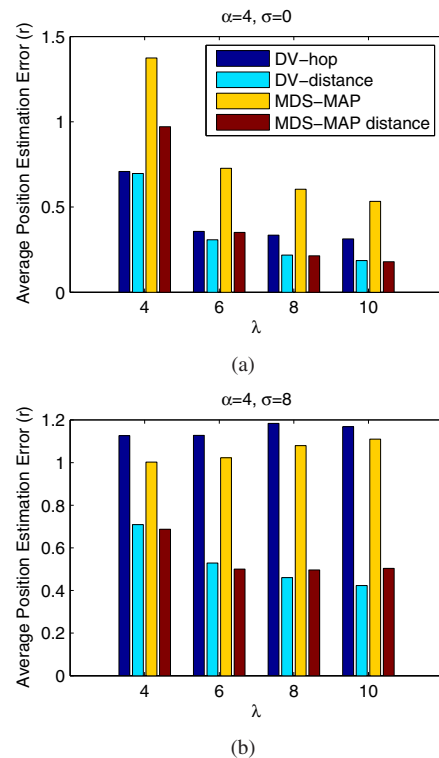 α=4, σ=0
Average Position Estimation Error (r)
1.5
1
0.5
0
DV−hop
DV−distance
MDS−MAP
MDS−MAP distance
4 6 8 10
λ
(a)
α=4, σ=8
Average Position Estimation Error (r)
1.2
1
0.8
0.6
0.4
0.2
0
4 6 8 10
λ
(b)